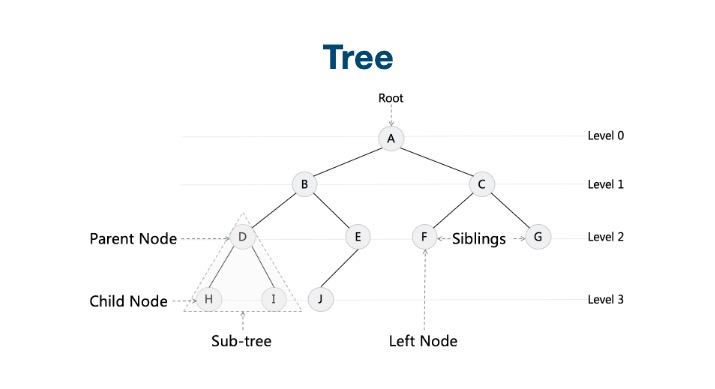 Tree
Root
A
Level 0
B
C
Level 1
Parent Node
D
E
F
Siblings
G
Level 2
Child Node
H
I
J
Level 3
Sub-tree
Left Node